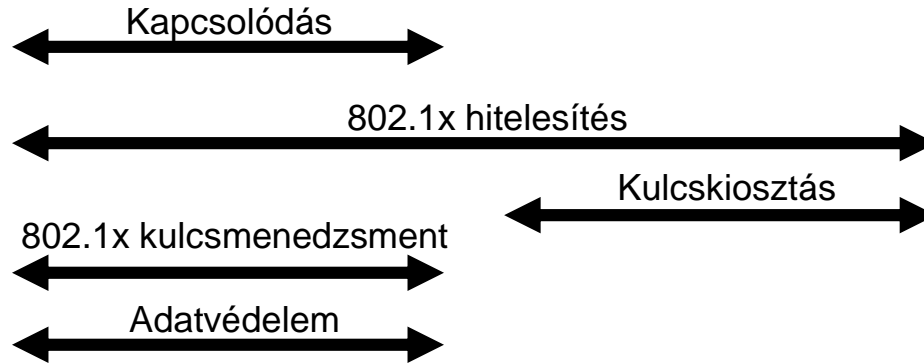 Kapcsolódás
802.1x hitelesítés
Kulcskiosztás
802.1x kulcsmenedzsment
Adatvédelem